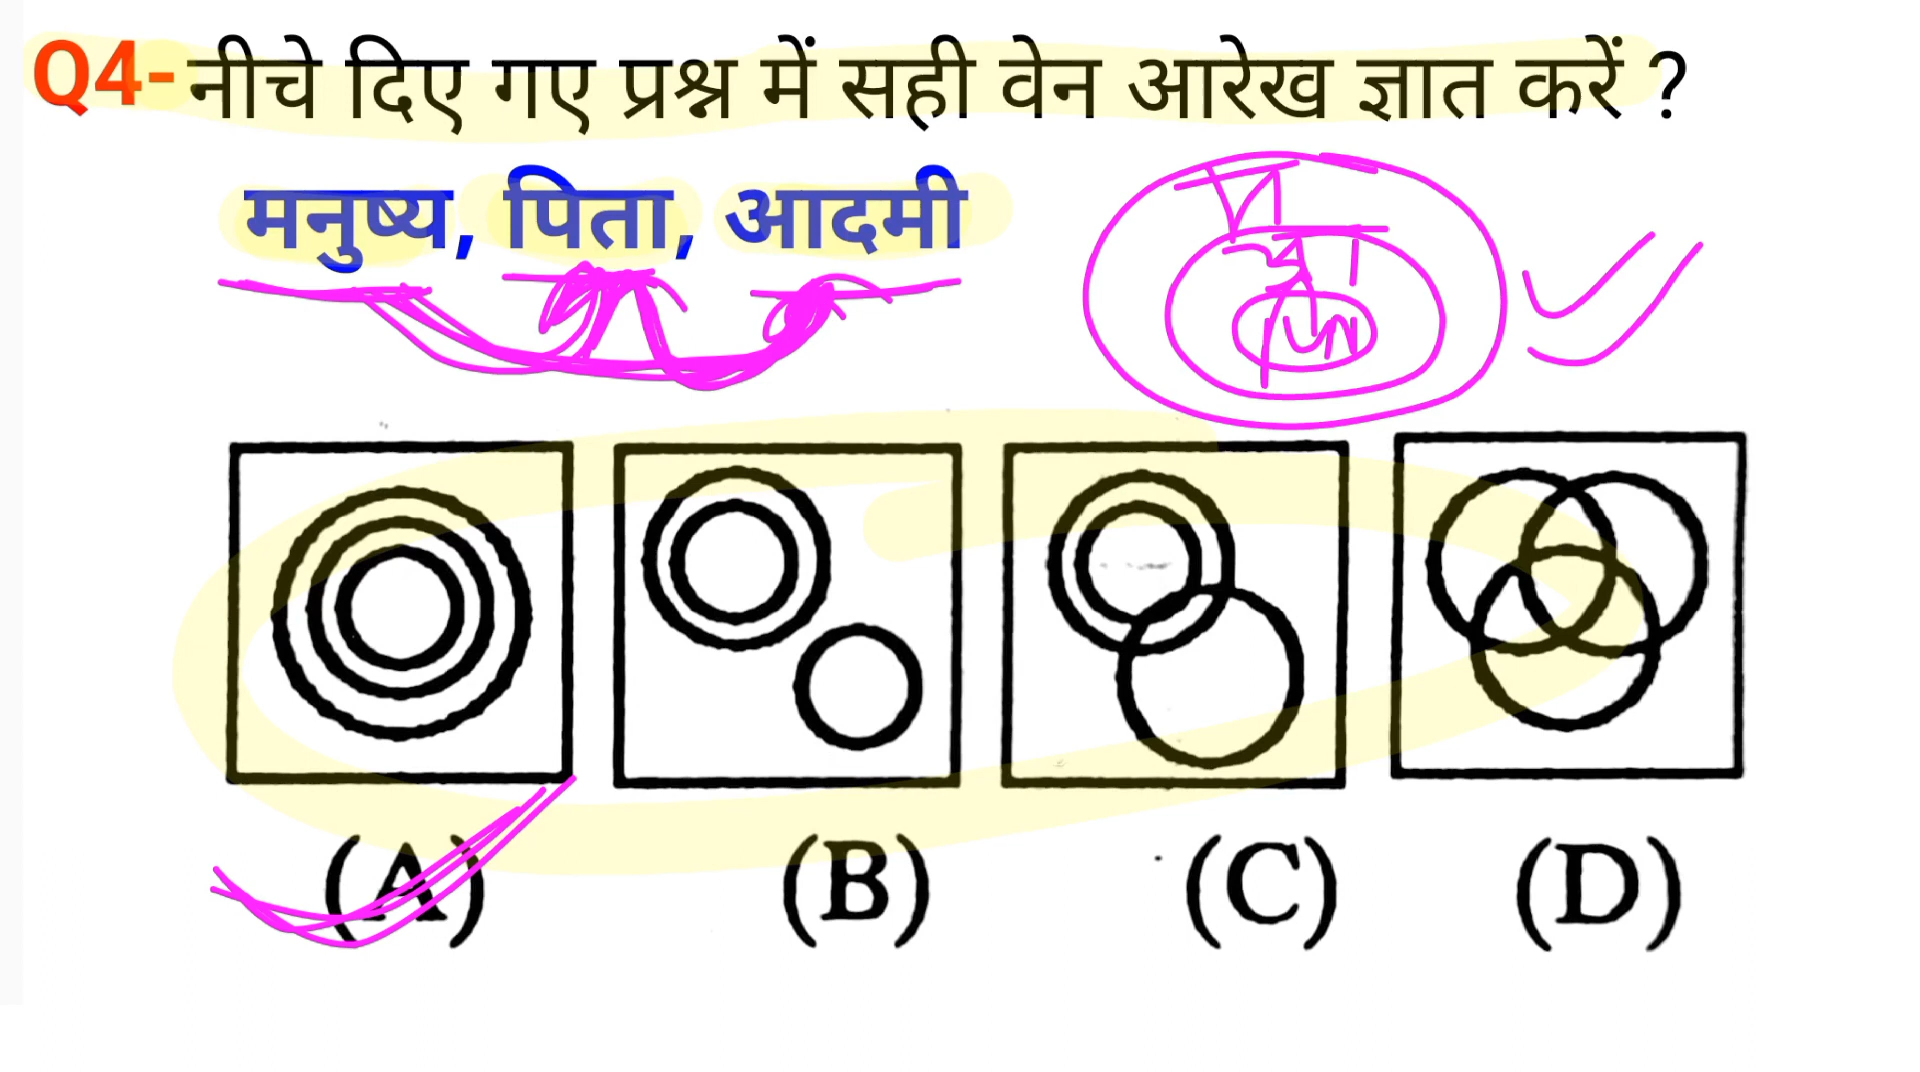 Q4- नीचे दिए गए प्रश्न में सही वेन आरेख ज्ञात करें ?
मनुष्य, पिता, आदमी
(A) (B) (C) (D)